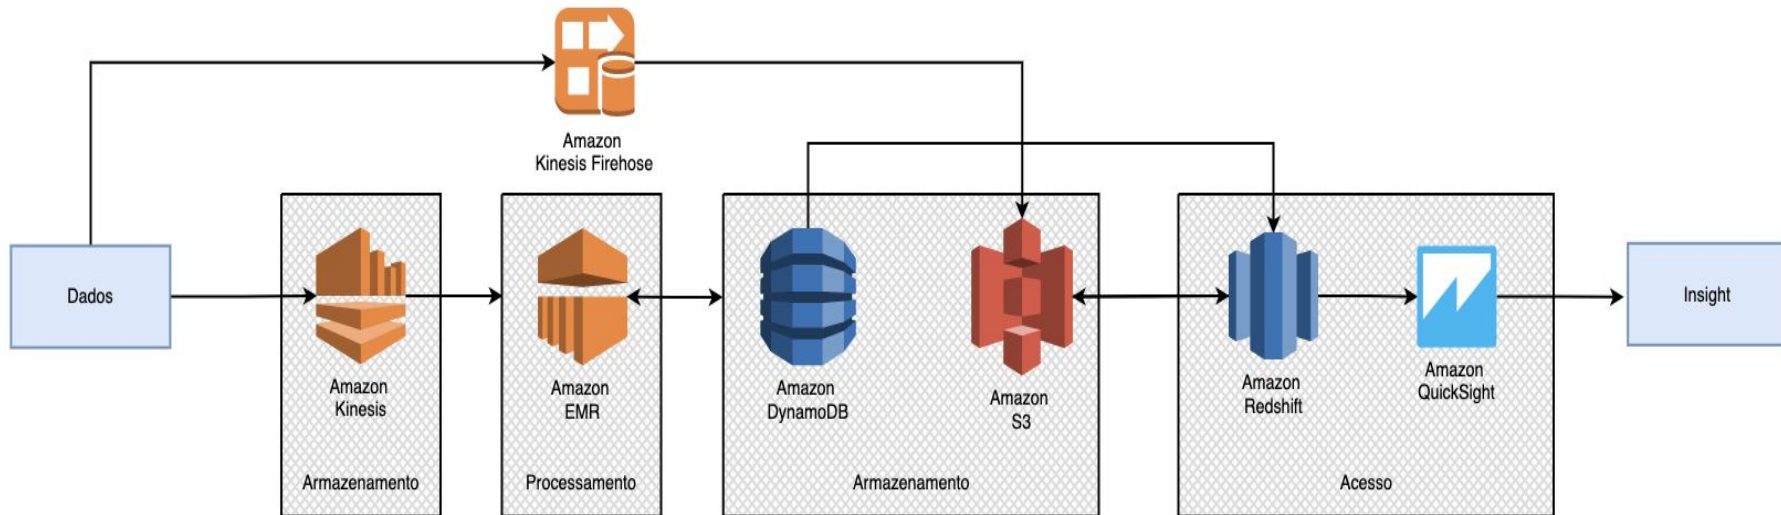 Amazon
Kinesis Firehose
Dados
Amazon
Kinesis
Armazenamento
Amazon
EMR
Processamento
Amazon
DynamoDB
Amazon
S3
Armazenamento
Amazon
Redshift
Amazon
QuickSight
Acesso
Insight